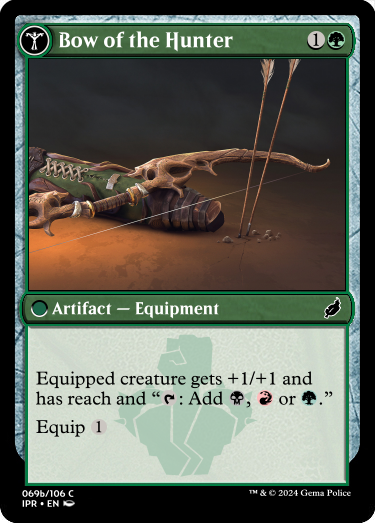 Bow of the Hunter 1
Artifact — Equipment
Equipped creature gets +1/+1 and
has reach and “: Add , or .”
Equip 1
069b/106 C
IPR • EN
™ & © 2024 Gema Police